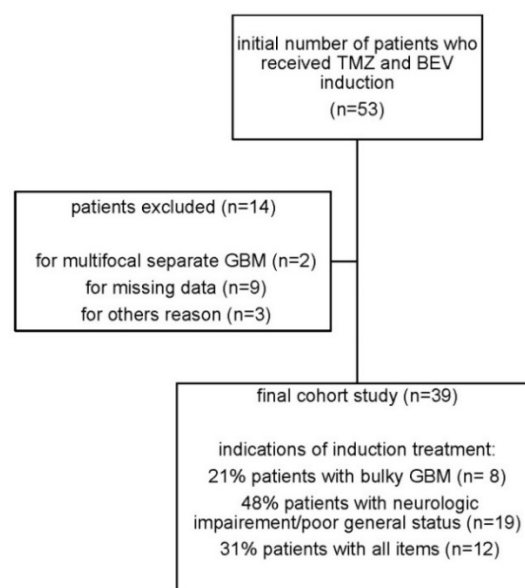 initial number of patients who
received TMZ and BEV
induction
(n=53)
patients excluded (n=14)
for multifocal separate GBM (n=2)
for missing data (n=9)
for others reason (n=3)
final cohort study (n=39)
indications of induction treatment:
21% patients with bulky GBM (n= 8)
48% patients with neurologic
impairment/poor general status (n=19)
31% patients with all items (n=12)